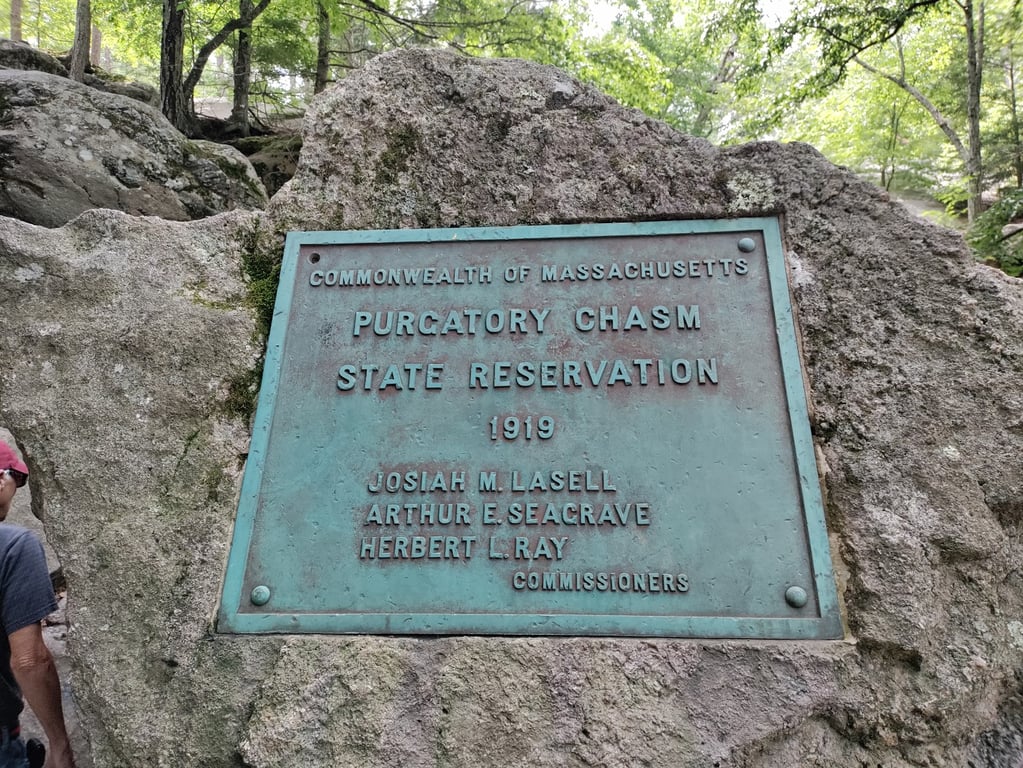 COMMONWEALTH OF MASSACHUSETTS
PURGATORY CHASM
STATE RESERVATION
1919
JOSIAH M. LASELL
ARTHUR E. SEAGRAVE
HERBERT L. RAY
COMMISSIONERS